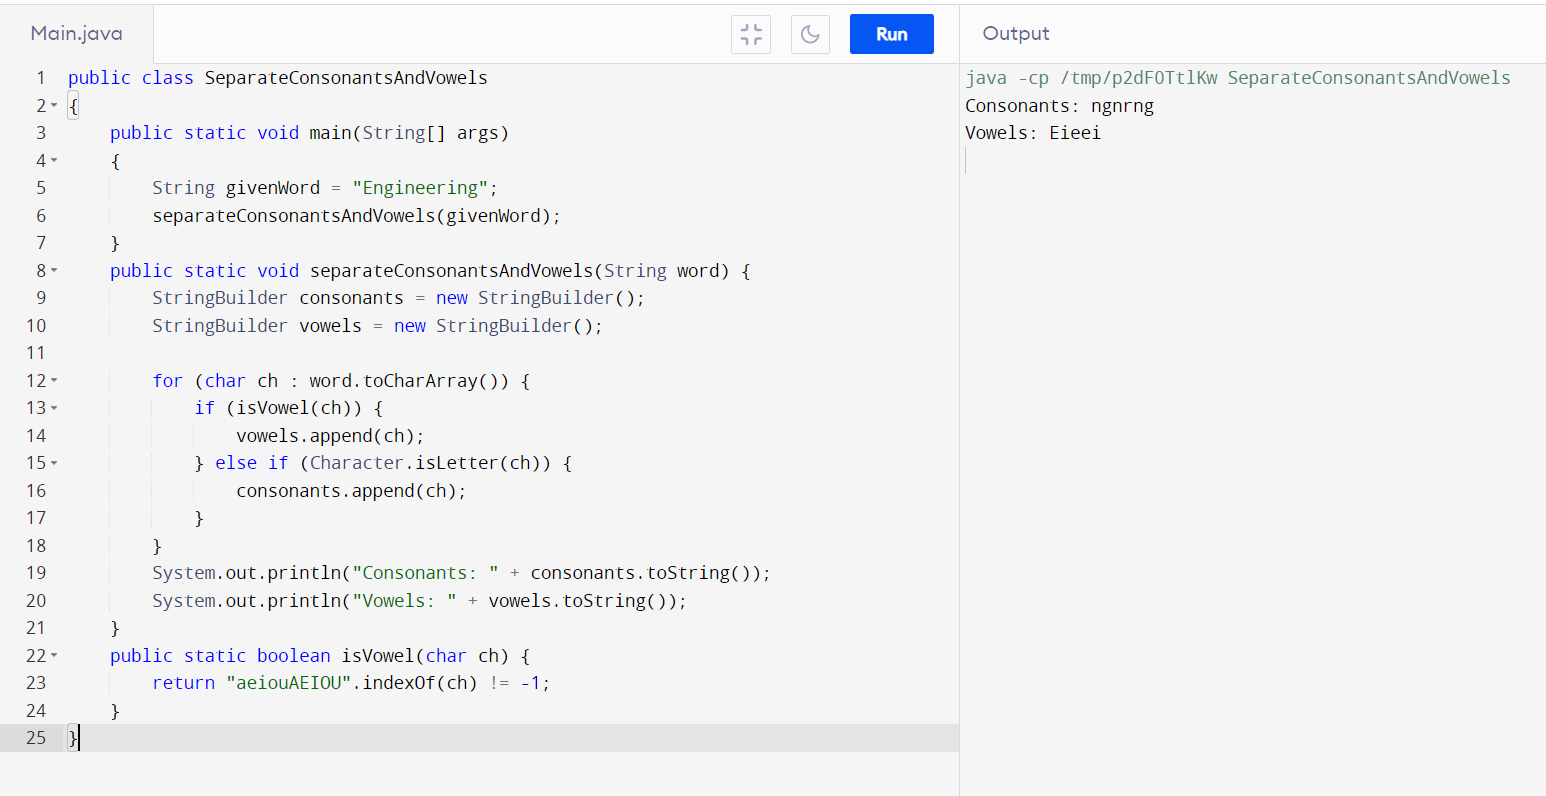 Main.java
Run
Output
1 public class SeparateConsonantsAndVowels
2 {
3     public static void main(String[] args)
4     {
5         String givenWord = "Engineering";
6         separateConsonantsAndVowels(givenWord);
7     }
8     public static void separateConsonantsAndVowels(String word) {
9         StringBuilder consonants = new StringBuilder();
10         StringBuilder vowels = new StringBuilder();
11
12         for (char ch : word.toCharArray()) {
13             if (isVowel(ch)) {
14                 vowels.append(ch);
15             } else if (Character.isLetter(ch)) {
16                 consonants.append(ch);
17             }
18         }
19         System.out.println("Consonants: " + consonants.toString());
20         System.out.println("Vowels: " + vowels.toString());
21     }
22     public static boolean isVowel(char ch) {
23         return "aeiouAEIOU".indexOf(ch) != -1;
24     }
25 }
java -cp /tmp/p2dF0TtlKw SeparateConsonantsAndVowels
Consonants: ngnrng
Vowels: Eieei